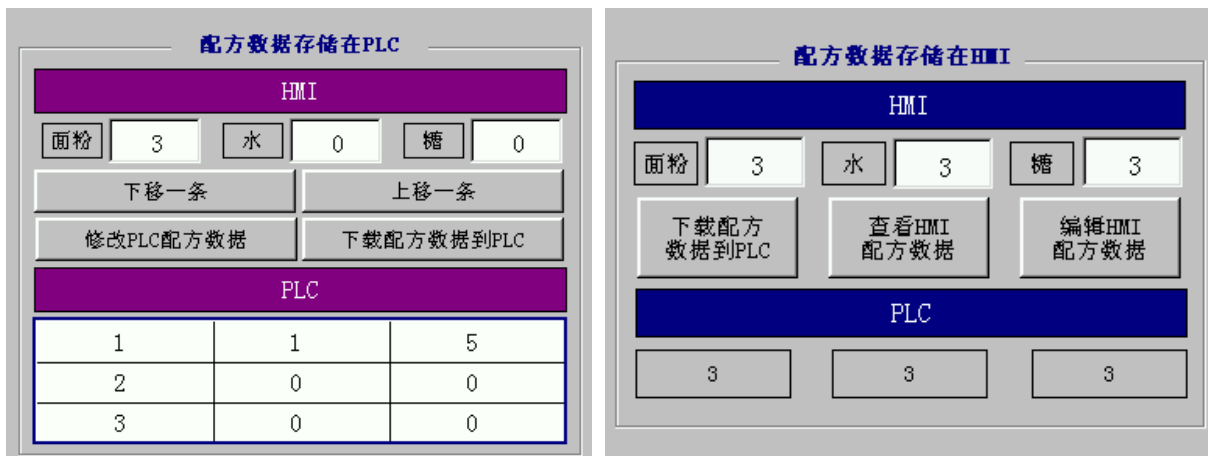 配方数据存储在PLC
HMI
面粉 3 水 0 糖 0
下移一条 上移一条
修改PLC配方数据 下载配方数据到PLC
PLC
1 1 5
2 0 0
3 0 0
配方数据存储在HMI
HMI
面粉 3 水 3 糖 3
下载配方
数据到PLC
查看HMI
配方数据
编辑HMI
配方数据
PLC
3 3 3